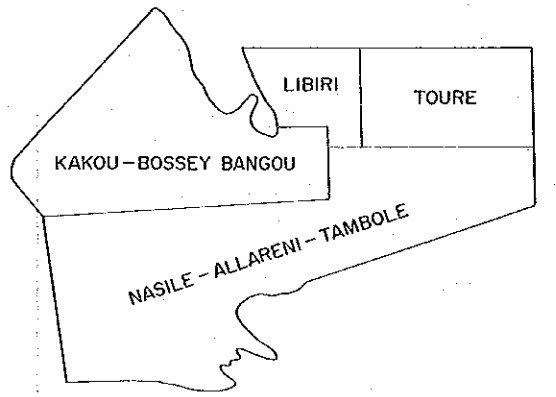 LIBIRI
TOURE
KAKOU-BOSSEY BANGOU
NASILE-ALLARENI-TAMBOLE